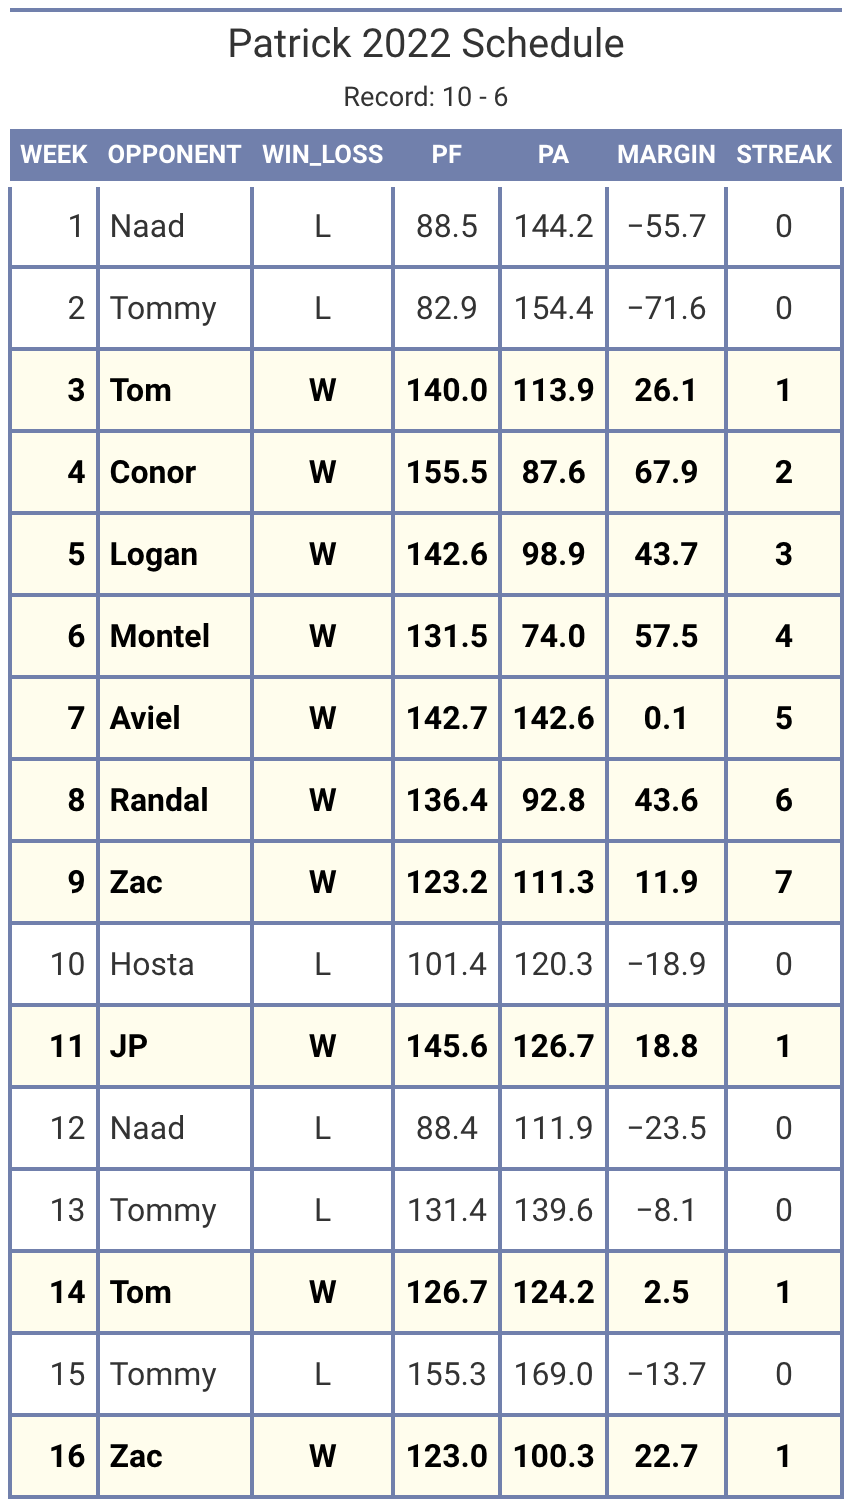 Patrick 2022 Schedule
Record: 10 - 6
WEEK OPPONENT WIN_LOSS PF PA MARGIN STREAK
1 Naad L 88.5 144.2 −55.7 0
2 Tommy L 82.9 154.4 −71.6 0
3 Tom W 140.0 113.9 26.1 1
4 Conor W 155.5 87.6 67.9 2
5 Logan W 142.6 98.9 43.7 3
6 Montel W 131.5 74.0 57.5 4
7 Aviel W 142.7 142.6 0.1 5
8 Randal W 136.4 92.8 43.6 6
9 Zac W 123.2 111.3 11.9 7
10 Hosta L 101.4 120.3 −18.9 0
11 JP W 145.6 126.7 18.8 1
12 Naad L 88.4 111.9 −23.5 0
13 Tommy L 131.4 139.6 −8.1 0
14 Tom W 126.7 124.2 2.5 1
15 Tommy L 155.3 169.0 −13.7 0
16 Zac W 123.0 100.3 22.7 1